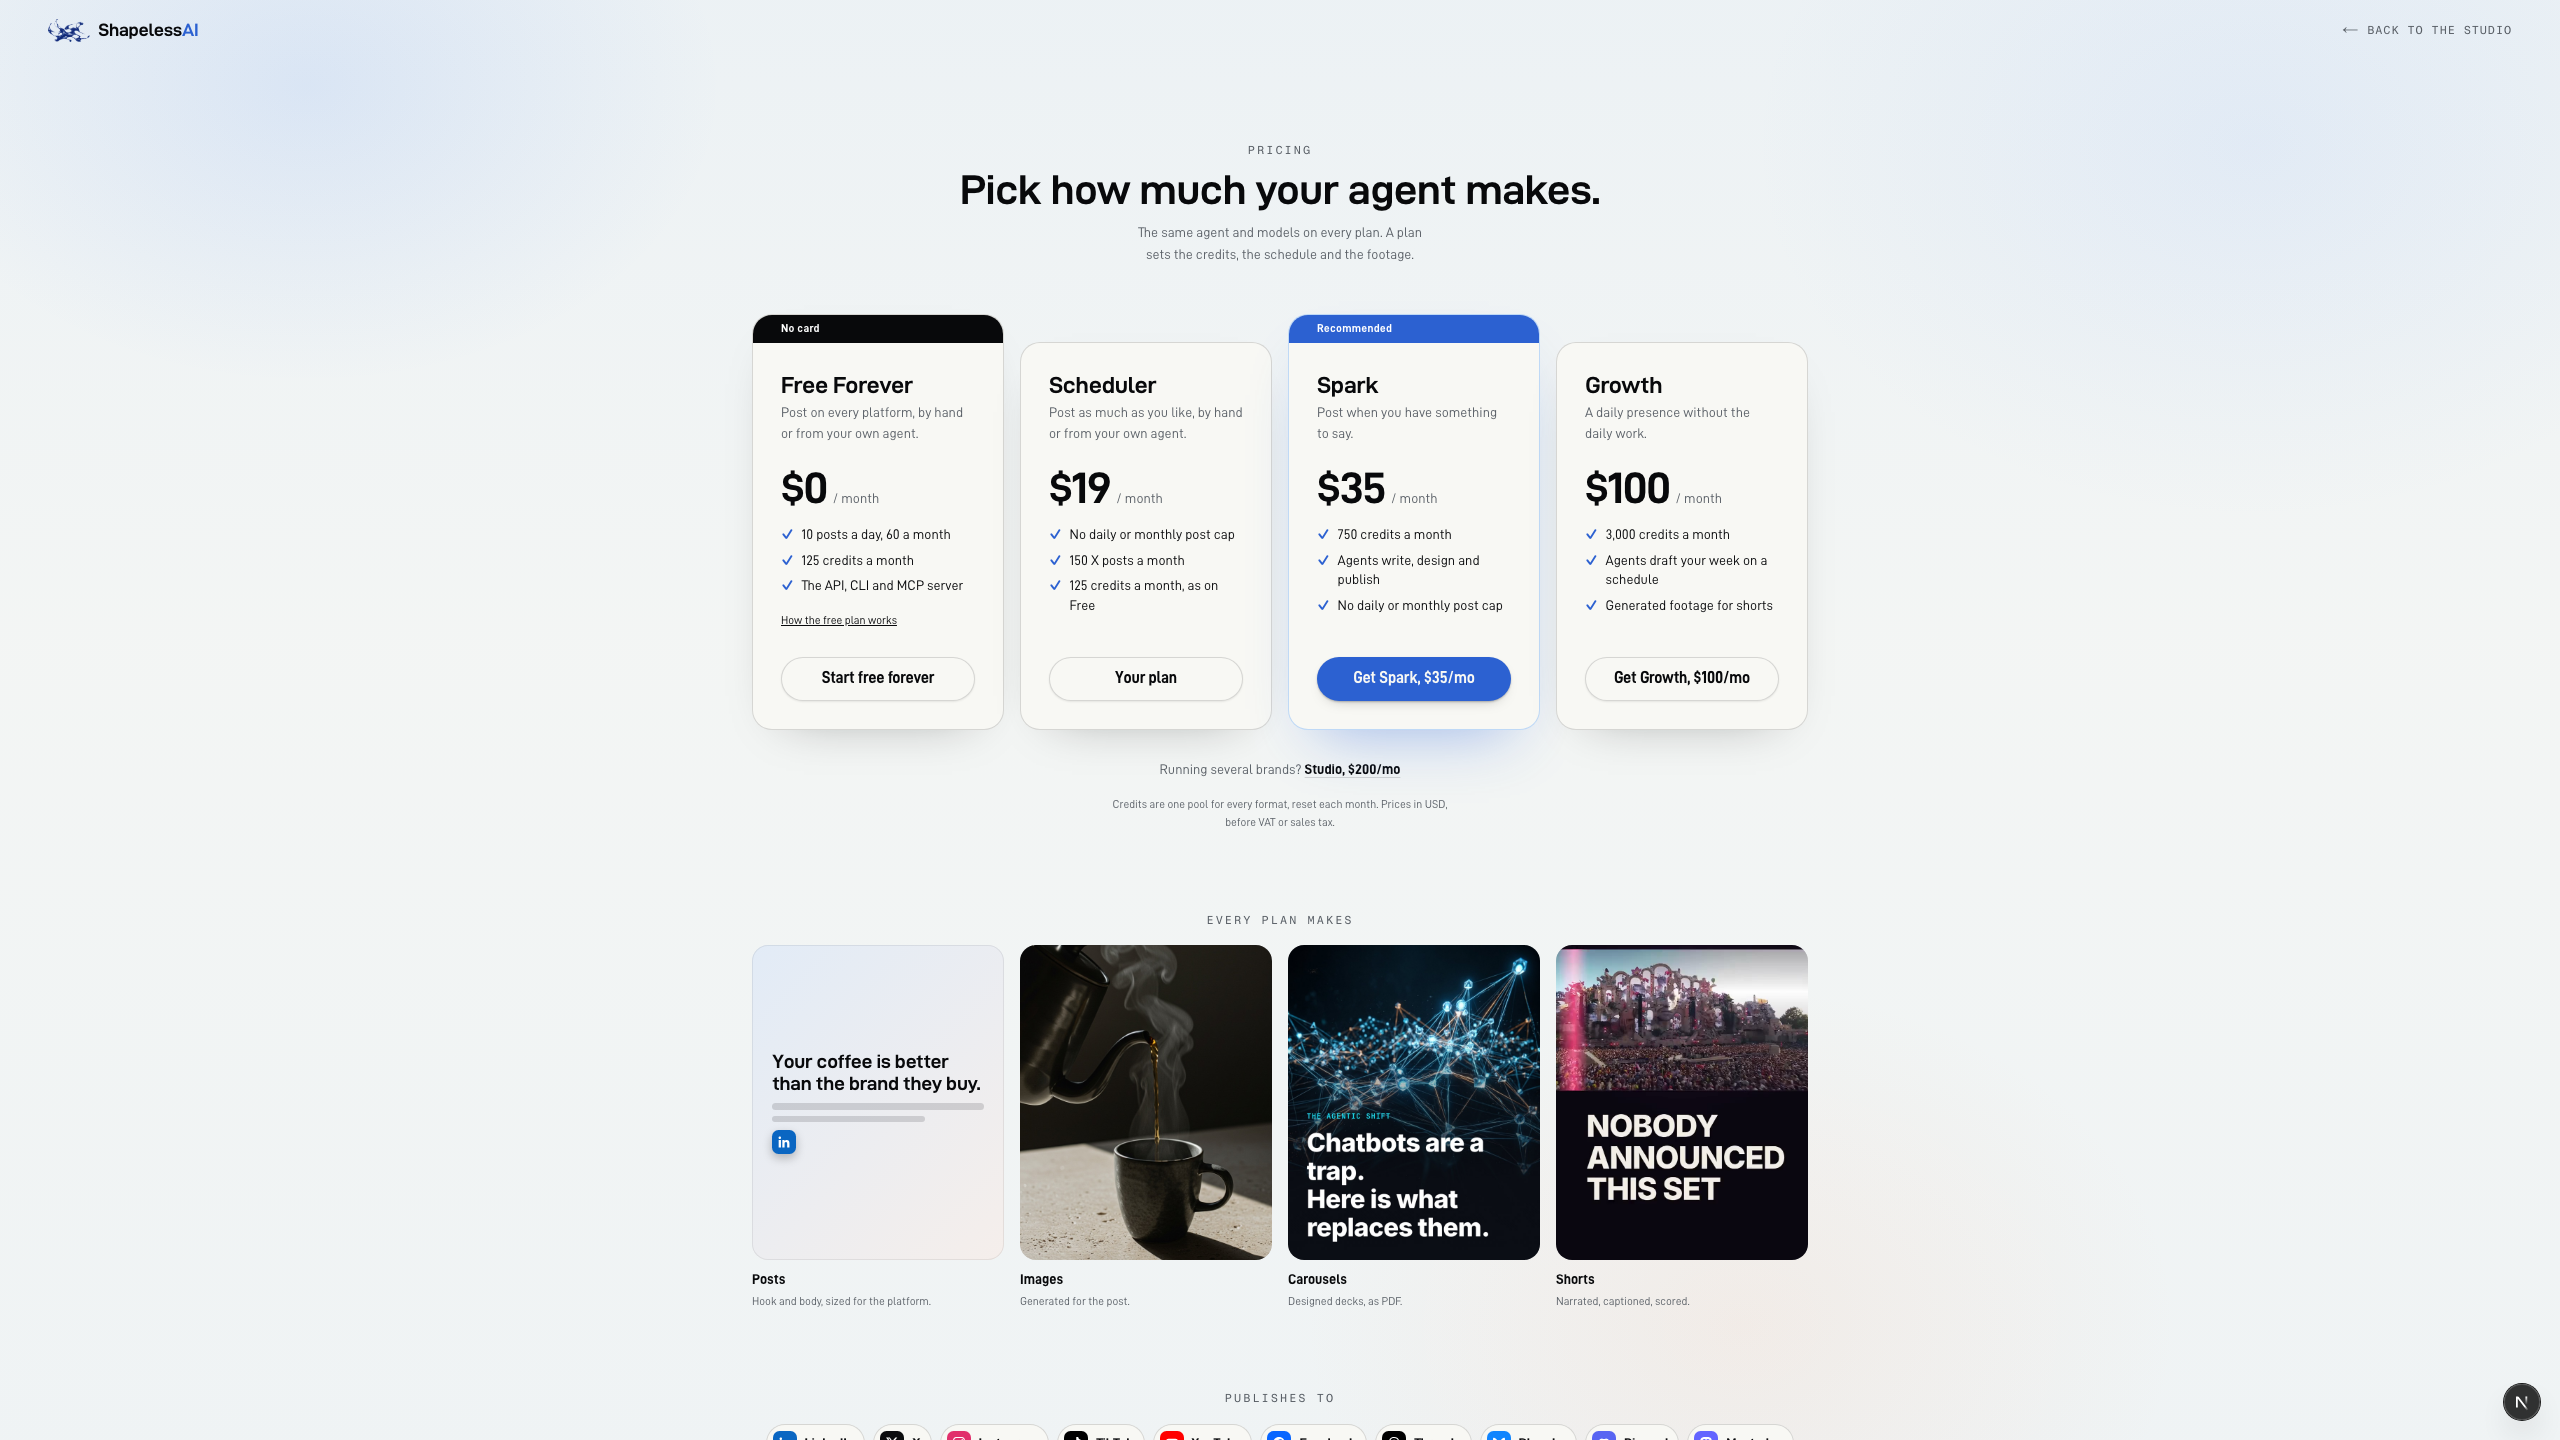 ShapelessAI
← BACK TO THE STUDIO
PRICING
Pick how much your agent makes.
The same agent and models on every plan. A plan
sets the credits, the schedule and the footage.
No card
Free Forever
Post on every platform, by hand
or from your own agent.
$0 / month
10 posts a day, 60 a month
125 credits a month
The API, CLI and MCP server
How the free plan works
Start free forever
Scheduler
Post as much as you like, by hand
or from your own agent.
$19 / month
No daily or monthly post cap
150 X posts a month
125 credits a month, as on
Free
Your plan
Recommended
Spark
Post when you have something
to say.
$35 / month
750 credits a month
Agents write, design and
publish
No daily or monthly post cap
Get Spark, $35/mo
Growth
A daily presence without the
daily work.
$100 / month
3,000 credits a month
Agents draft your week on a
schedule
Generated footage for shorts
Get Growth, $100/mo
Running several brands? Studio, $200/mo
Credits are one pool for every format, reset each month. Prices in USD,
before VAT or sales tax.
EVERY PLAN MAKES
Your coffee is better
than the brand they buy.
in
Posts
Hook and body, sized for the platform.
Images
Generated for the post.
THE AGENTIC SHIFT
Chatbots are a
trap.
Here is what
replaces them.
Carousels
Designed decks, as PDF.
NOBODY
ANNOUNCED
THIS SET
Shorts
Narrated, captioned, scored.
PUBLISHES TO
N